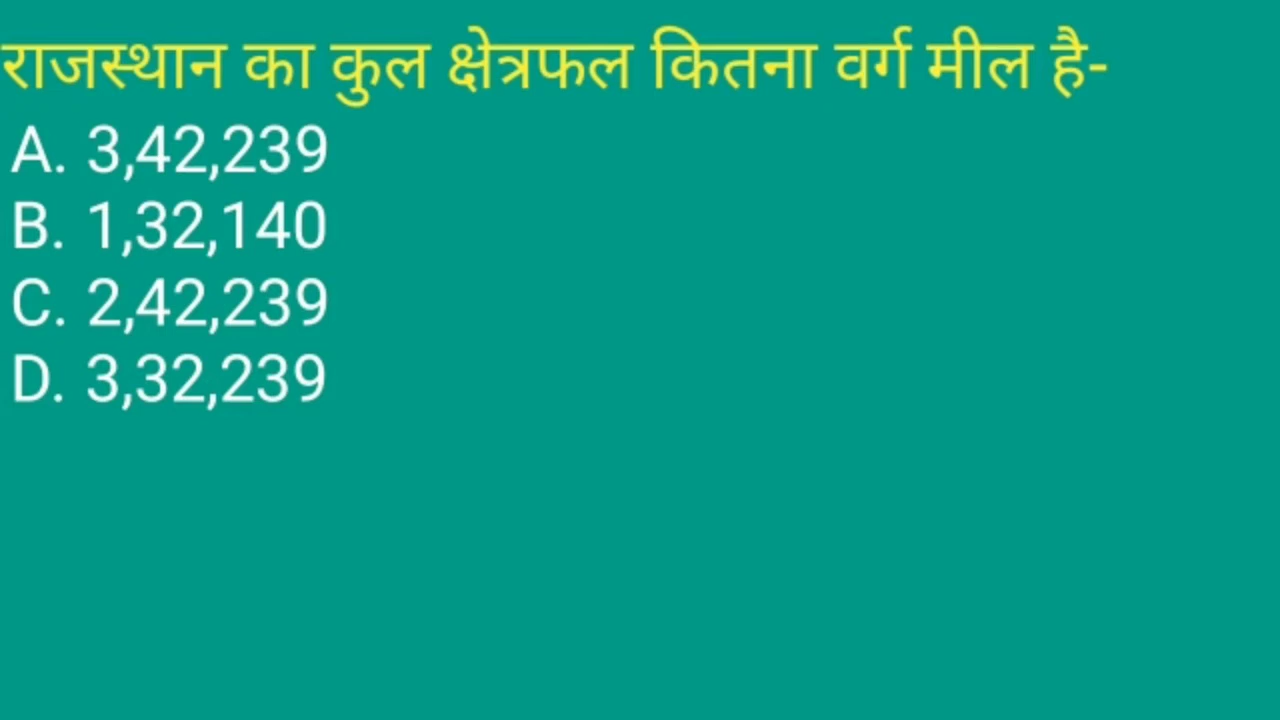 राजस्थान का कुल क्षेत्रफल कितना वर्ग मील है-
A. 3,42,239
B. 1,32,140
C. 2,42,239
D. 3,32,239